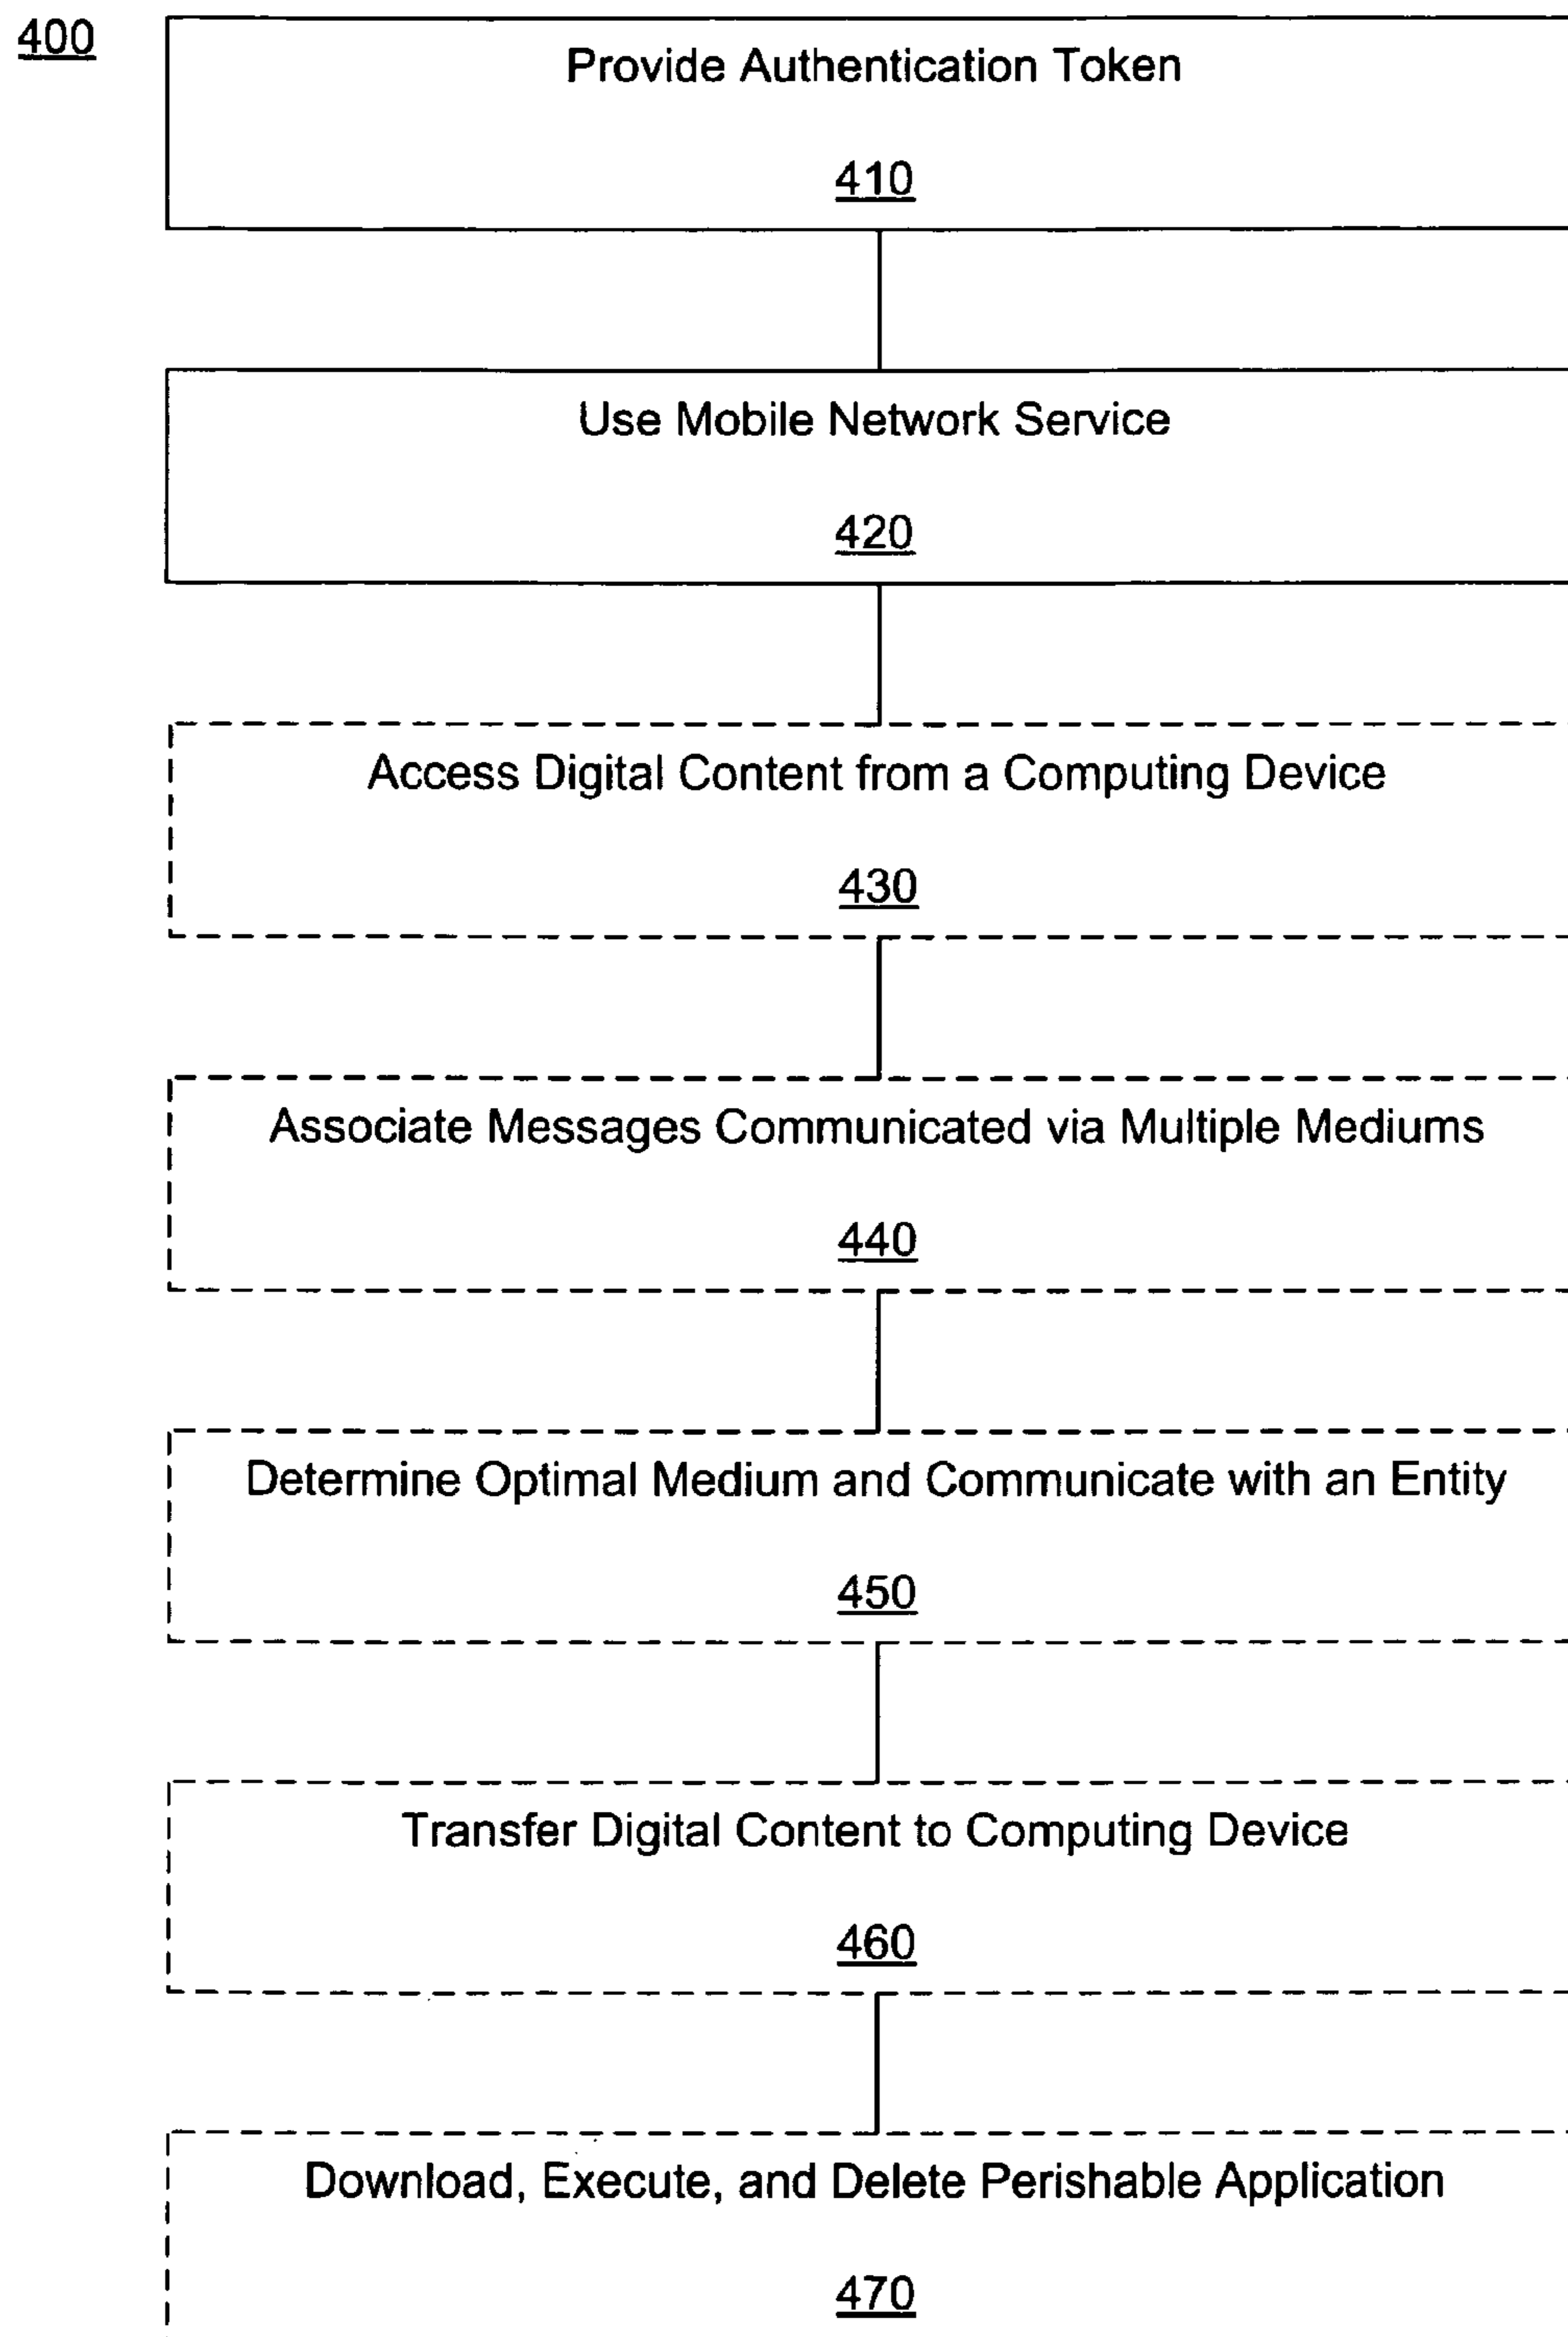 400
Provide Authentication Token
410
Use Mobile Network Service
420
Access Digital Content from a Computing Device
430
Associate Messages Communicated via Multiple Mediums
440
Determine Optimal Medium and Communicate with an Entity
450
Transfer Digital Content to Computing Device
460
Download, Execute, and Delete Perishable Application
470